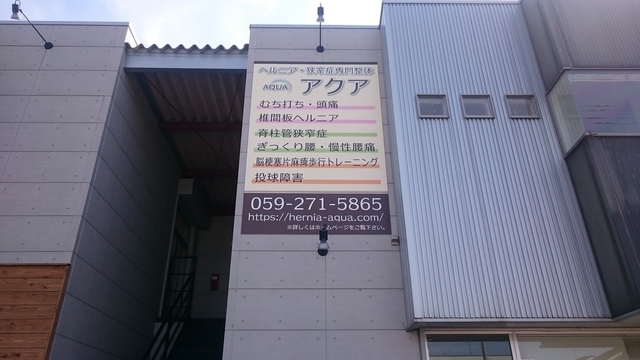 ヘルニア・狭窄症専門整体
AQUA アクア
むち打ち・頭痛
椎間板ヘルニア
脊柱管狭窄症
ぎっくり腰・慢性腰痛
脳梗塞片麻痺歩行トレーニング
投球障害
059-271-5865
https://hernia-aqua.com/
※詳しくはホームページをご覧下さい。